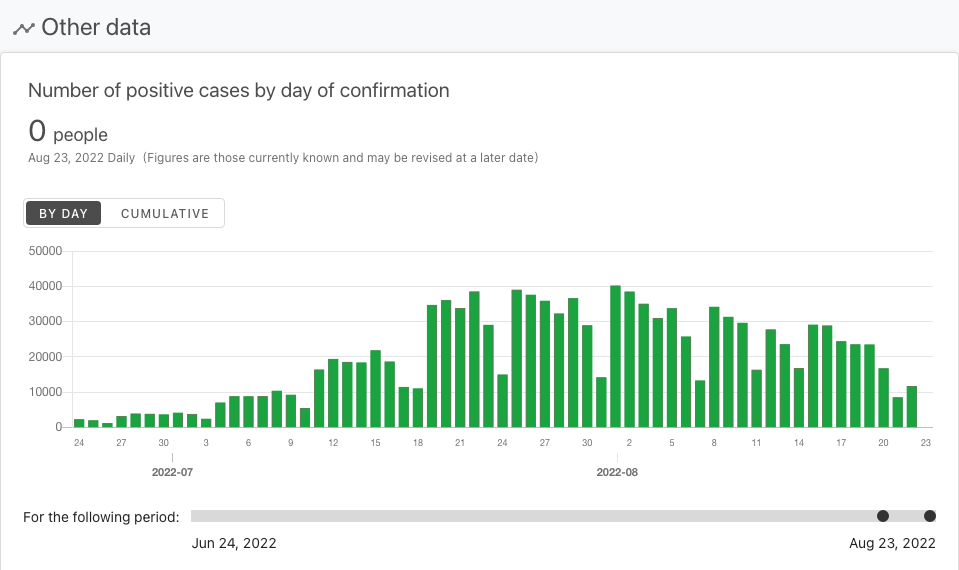 Other data
Number of positive cases by day of confirmation
0 people
Aug 23, 2022 Daily (Figures are those currently known and may be revised at a later date)
BY DAY CUMULATIVE
50000
40000
30000
20000
10000
0
24 27 30 3 6 9 12 15 18 21 24 27 30 2 5 8 11 14 17 20 23
2022-07 2022-08
For the following period:
Jun 24, 2022 Aug 23, 2022